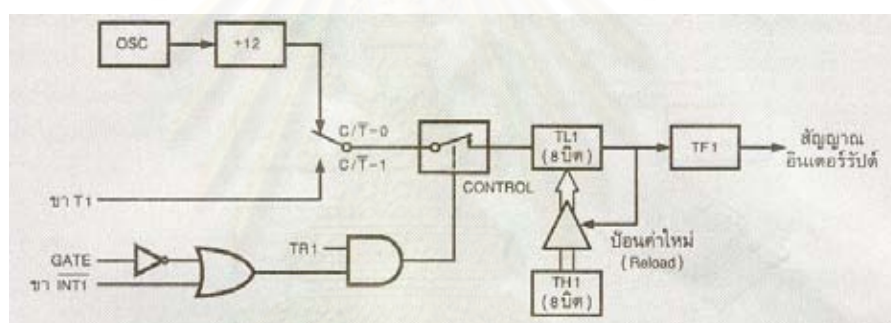 OSC
÷12
C/T̅-0
C/T̅-1
CONTROL
TL1
(8บิต)
TF1
สัญญาณ
อินเตอร์รัปต์
ขา T1
GATE
ขา I̅N̅T̅1̅
TR1
ป้อนค่าใหม่
(Reload)
TH1
(8บิต)